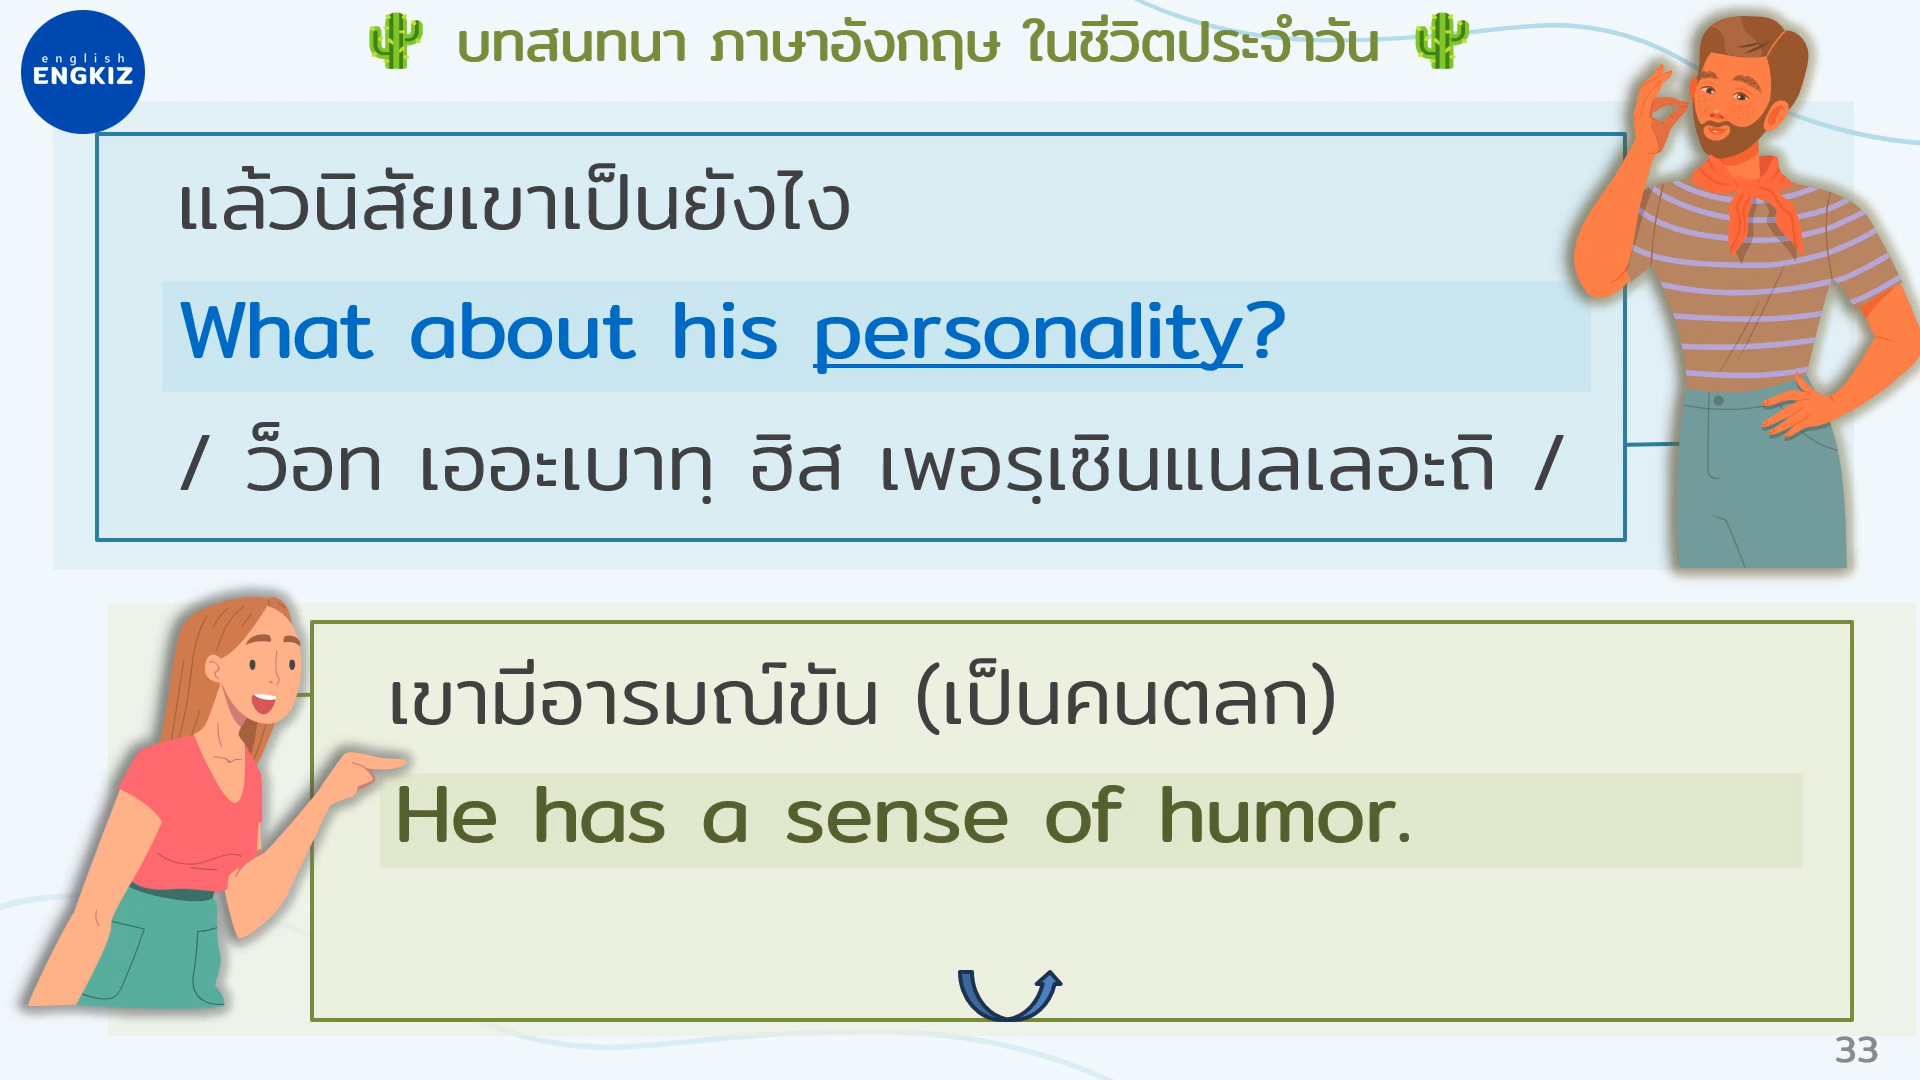 english
ENGKIZ
บทสนทนา ภาษาอังกฤษ ในชีวิตประจำวัน
แล้วนิสัยเขาเป็นยังไง
What about his personality?
/ ว็อท เออะเบาทฺ ฮิส เพอรฺเซินแนลเลอะถิ /
เขามีอารมณ์ขัน (เป็นคนตลก)
He has a sense of humor.
33